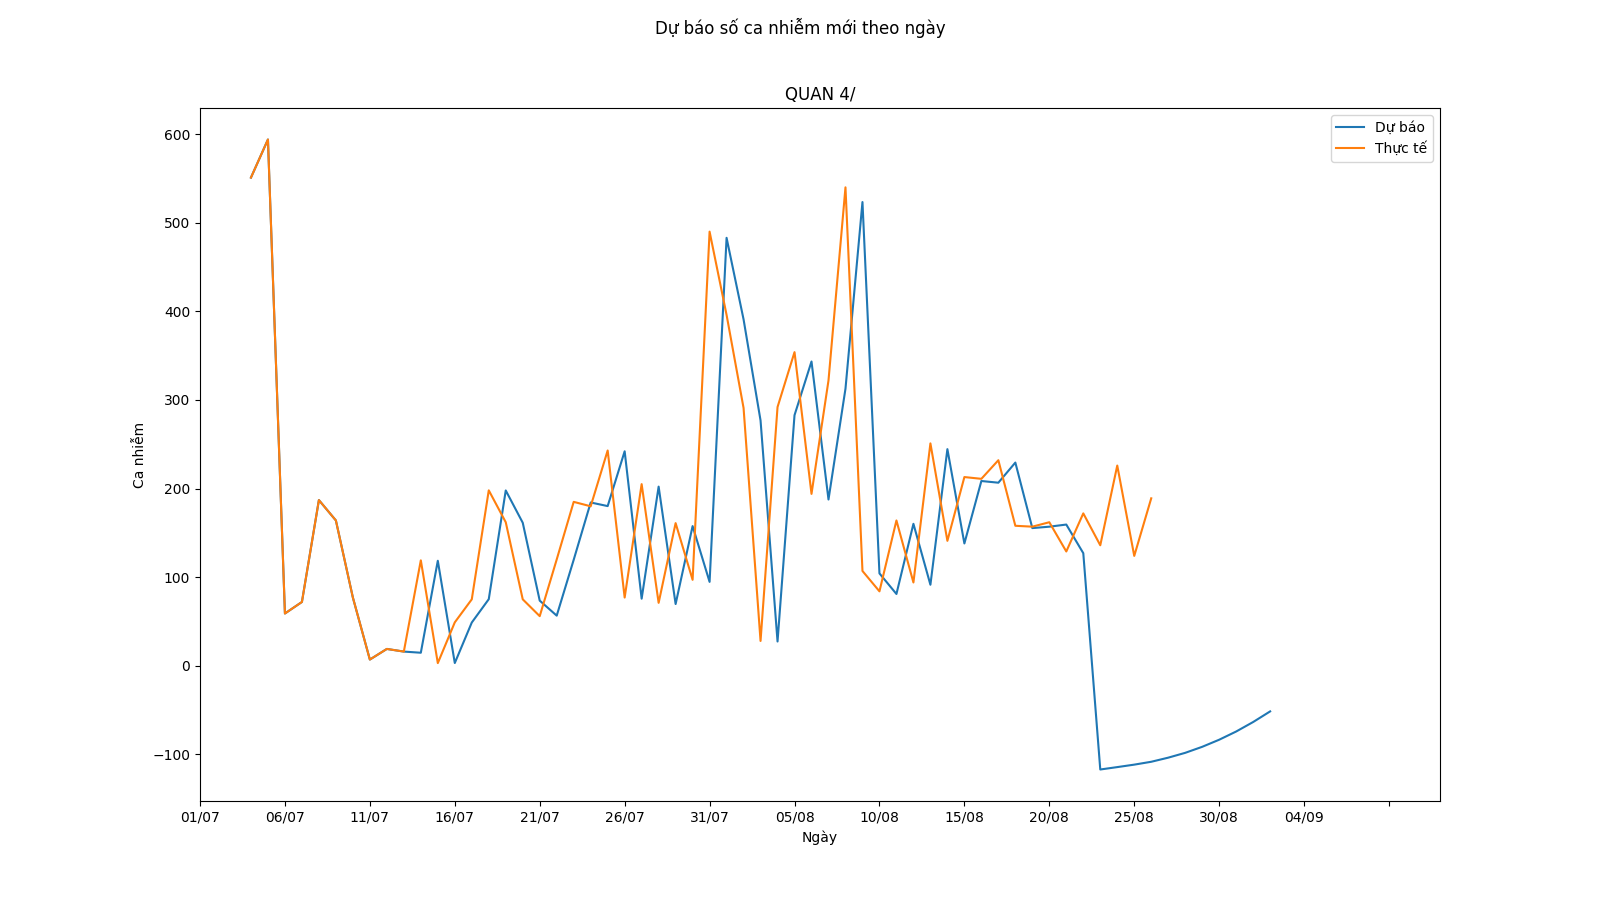 Dự báo số ca nhiễm mới theo ngày
QUAN 4/
Dự báo
Thực tế
600
500
400
300
200
100
0
−100
Ca nhiễm
01/07 06/07 11/07 16/07 21/07 26/07 31/07 05/08 10/08 15/08 20/08 25/08 30/08 04/09
Ngày